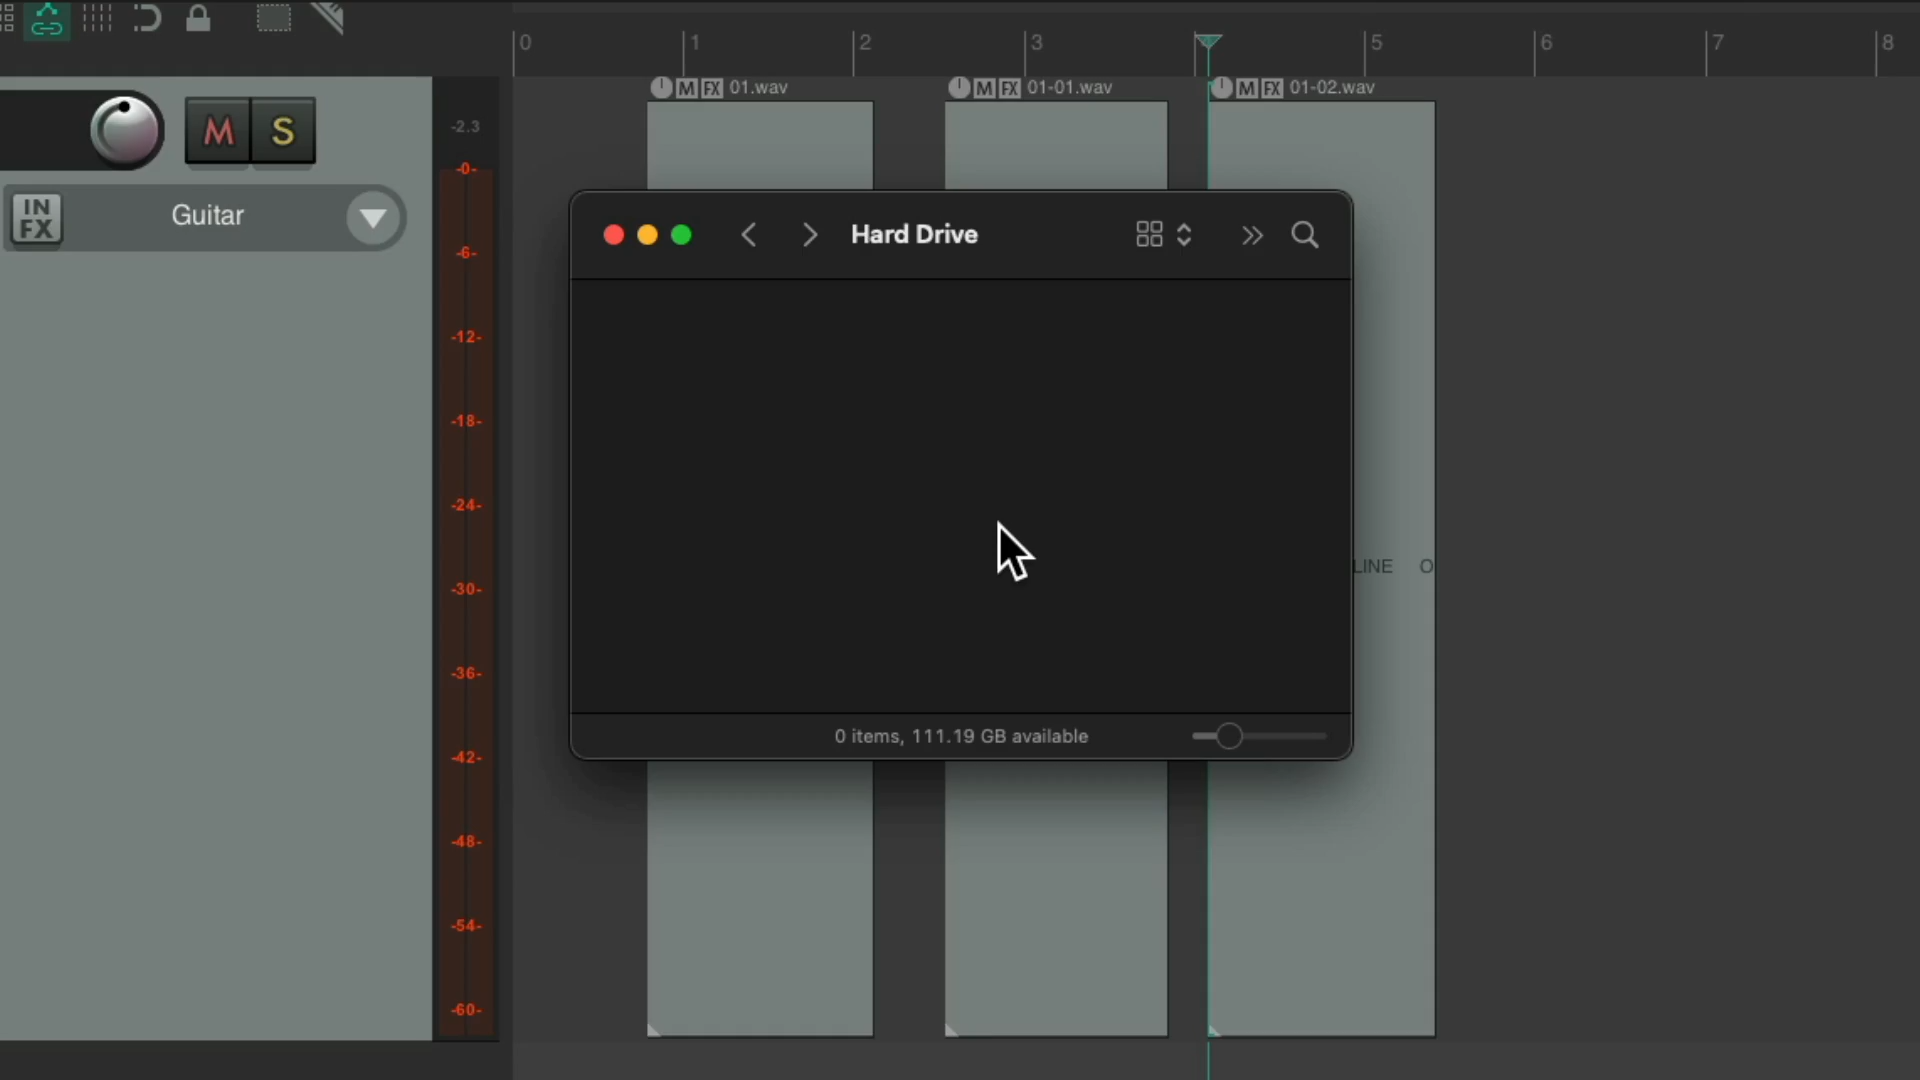 0 1 2 3 5 6 7 8
M FX 01.wav M FX 01-01.wav M FX 01-02.wav
M S
-2.3
-0-
IN
FX
Guitar
Hard Drive
-6-
-12-
-18-
-24-
-30-
-36-
-42-
-48-
-54-
-60-
LINE O
0 items, 111.19 GB available